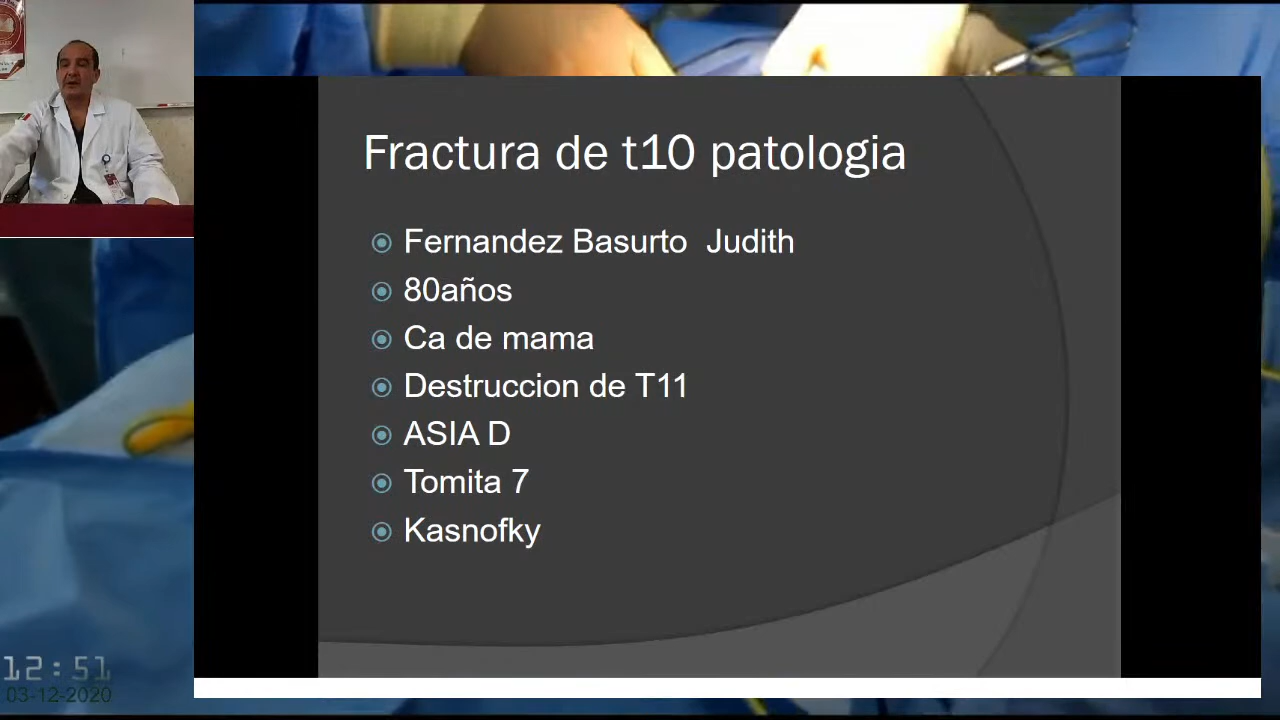 Fractura de t10 patologia
Fernandez Basurto Judith
80años
Ca de mama
Destruccion de T11
ASIA D
Tomita 7
Kasnofky
12:51
03-12-2020